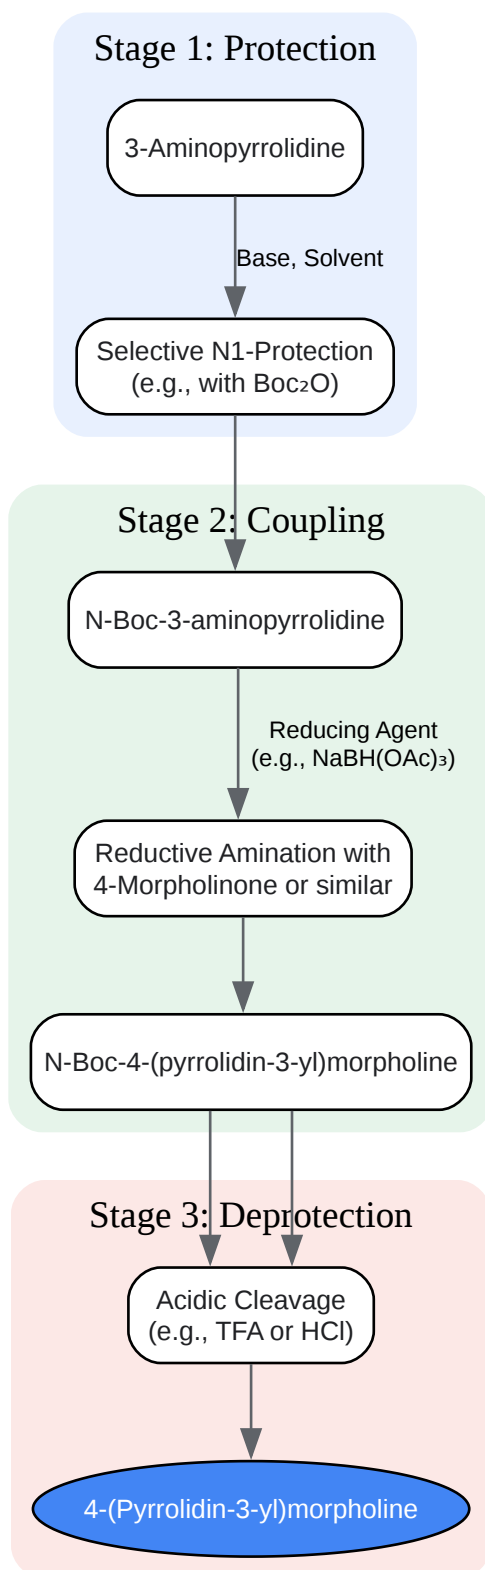 Stage 1: Protection
3-Aminopyrrolidine
Base, Solvent
Selective N1-Protection
(e.g., with Boc₂O)
Stage 2: Coupling
N-Boc-3-aminopyrrolidine
Reducing Agent
(e.g., NaBH(OAc)₃)
Reductive Amination with
4-Morpholinone or similar
N-Boc-4-(pyrrolidin-3-yl)morpholine
Stage 3: Deprotection
Acidic Cleavage
(e.g., TFA or HCl)
4-(Pyrrolidin-3-yl)morpholine